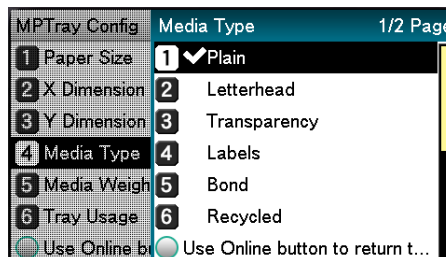 MPTray Config
1 Paper Size
2 X Dimension
3 Y Dimension
4 Media Type
5 Media Weigh
6 Tray Usage
Use Online b
Media Type 1/2 Page
1 Plain
2 Letterhead
3 Transparency
4 Labels
5 Bond
6 Recycled
Use Online button to return t...